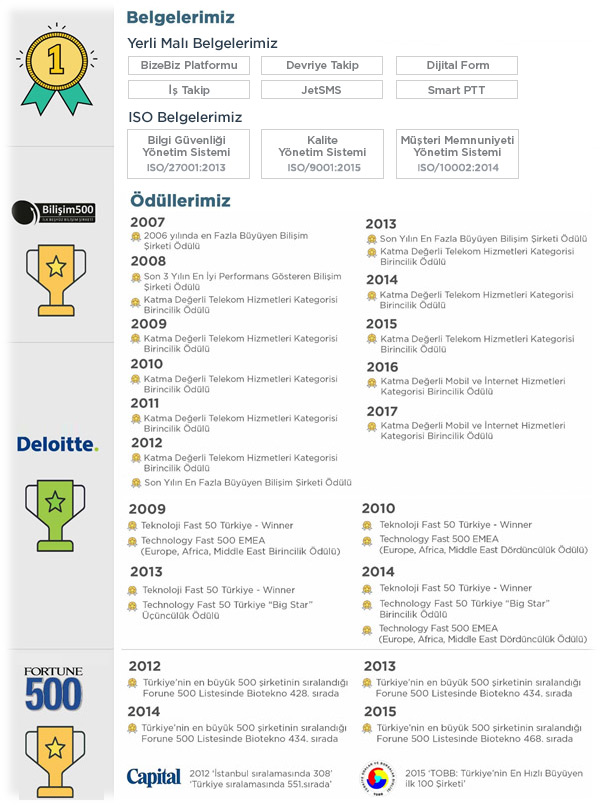 Belgelerimiz
Yerli Malı Belgelerimiz
BizeBiz Platformu
Devriye Takip
Dijital Form
İş Takip
JetSMS
Smart PTT
ISO Belgelerimiz
Bilgi Güvenliği
Yönetim Sistemi
ISO/27001:2013
Kalite
Yönetim Sistemi
ISO/9001:2015
Müşteri Memnuniyeti
Yönetim Sistemi
ISO/10002:2014
1
Ödüllerimiz
Bilişim500
2007
2006 yılında en Fazla Büyüyen Bilişim
Şirketi Ödülü
2008
Son 3 Yılın En İyi Performans Gösteren Bilişim
Şirketi Ödülü
Katma Değerli Telekom Hizmetleri Kategorisi
Birincilik Ödülü
2009
Katma Değerli Telekom Hizmetleri Kategorisi
Birincilik Ödülü
2010
Katma Değerli Telekom Hizmetleri Kategorisi
Birincilik Ödülü
2011
Katma Değerli Telekom Hizmetleri Kategorisi
Birincilik Ödülü
2012
Katma Değerli Telekom Hizmetleri Kategorisi
Birincilik Ödülü
Son Yılın En Fazla Büyüyen Bilişim Şirketi Ödülü
2013
Son Yılın En Fazla Büyüyen Bilişim Şirketi Ödülü
Katma Değerli Telekom Hizmetleri Kategorisi
Birincilik Ödülü
2014
Katma Değerli Telekom Hizmetleri Kategorisi
Birincilik Ödülü
2015
Katma Değerli Telekom Hizmetleri Kategorisi
Birincilik Ödülü
2016
Katma Değerli Mobil ve İnternet Hizmetleri
Kategorisi Birincilik Ödülü
2017
Katma Değerli Mobil ve İnternet Hizmetleri
Kategorisi Birincilik Ödülü
Deloitte.
2009
Teknoloji Fast 50 Türkiye - Winner
Technology Fast 500 EMEA
(Europe, Africa, Middle East Birincilik Ödülü)
2010
Teknoloji Fast 50 Türkiye - Winner
Technology Fast 500 EMEA
(Europe, Africa, Middle East Dördüncülük Ödülü)
2013
Teknoloji Fast 50 Türkiye - Winner
Technology Fast 50 Türkiye “Big Star”
Üçüncülük Ödülü
2014
Teknoloji Fast 50 Türkiye - Winner
Technology Fast 50 Türkiye “Big Star”
Birincilik Ödülü
Technology Fast 500 EMEA
(Europe, Africa, Middle East Dördüncülük Ödülü)
FORTUNE
500
2012
Türkiye’nin en büyük 500 şirketinin sıralandığı
Forune 500 Listesinde Biotekno 428. sırada
2013
Türkiye’nin en büyük 500 şirketinin sıralandığı
Forune 500 Listesinde Biotekno 434. sırada
2014
Türkiye’nin en büyük 500 şirketinin sıralandığı
Forune 500 Listesinde Biotekno 434. sırada
2015
Türkiye’nin en büyük 500 şirketinin sıralandığı
Forune 500 Listesinde Biotekno 468. sırada
Capital
2012 ‘İstanbul sıralamasında 308’
‘Türkiye sıralamasında 551.sırada’
2015 ‘TOBB: Türkiye’nin En Hızlı Büyüyen
ilk 100 Şirketi’